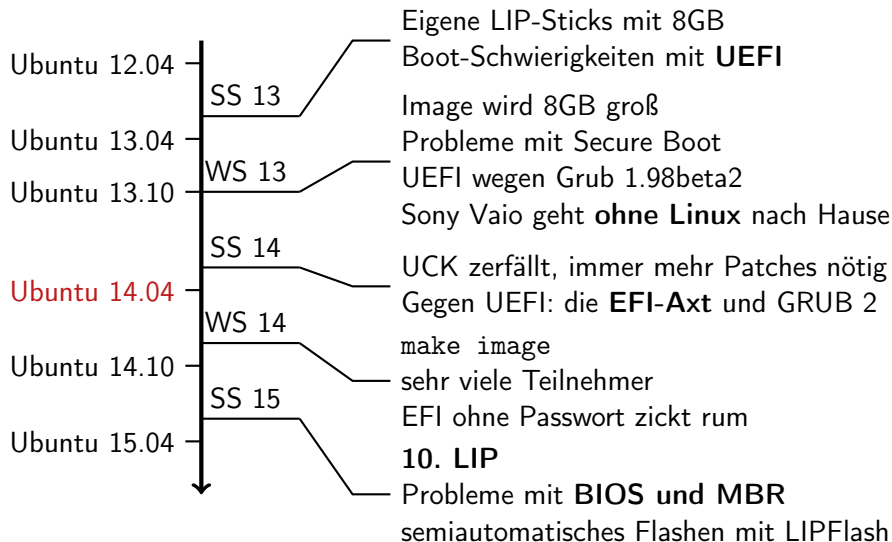 Eigene LIP-Sticks mit 8GB
Boot-Schwierigkeiten mit UEFI
Ubuntu 12.04
SS 13
Image wird 8GB groß
Ubuntu 13.04
Probleme mit Secure Boot
WS 13
UEFI wegen Grub 1.98beta2
Ubuntu 13.10
Sony Vaio geht ohne Linux nach Hause
SS 14
UCK zerfällt, immer mehr Patches nötig
Ubuntu 14.04
Gegen UEFI: die EFI-Axt und GRUB 2
WS 14
make image
Ubuntu 14.10
sehr viele Teilnehmer
SS 15
EFI ohne Passwort zickt rum
Ubuntu 15.04
10. LIP
Probleme mit BIOS und MBR
semiautomatisches Flashen mit LIPFlash